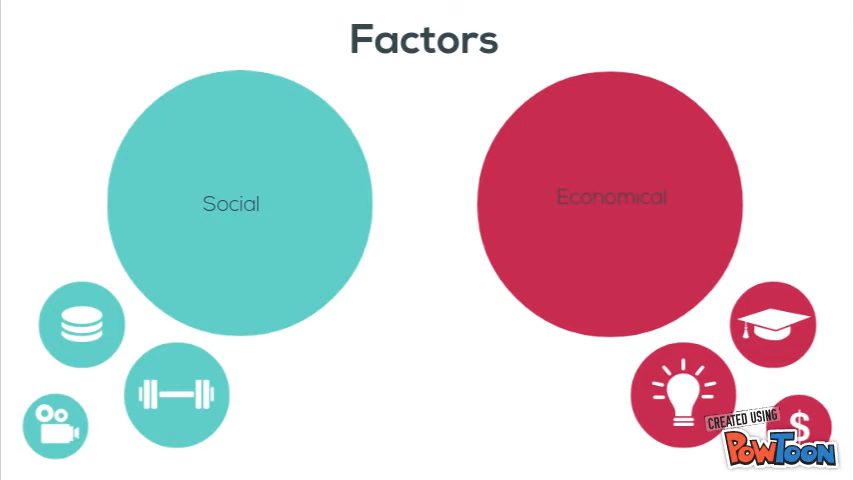 Factors
Social
Economical
$
CREATED USING
POWTOON